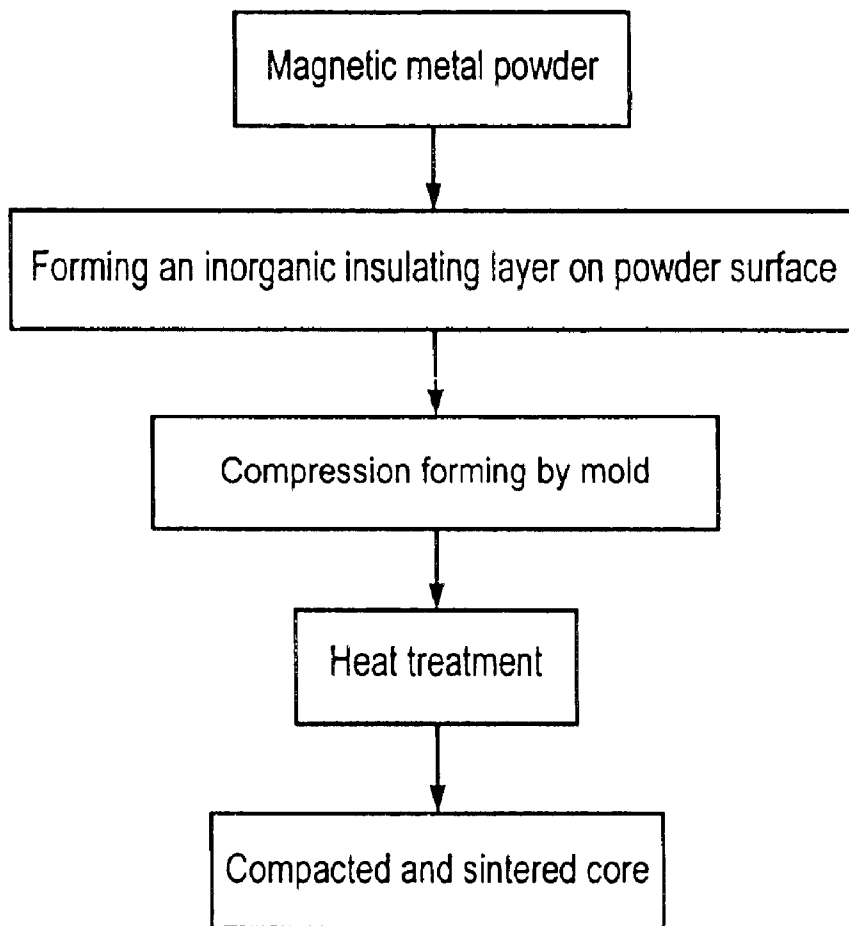 Magnetic metal powder
Forming an inorganic insulating layer on powder surface
Compression forming by mold
Heat treatment
Compacted and sintered core